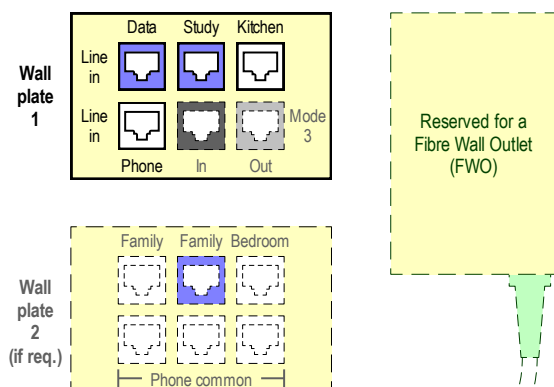 Data Study Kitchen
Wall
plate
1
Line
in
Line
in
Mode
3
Phone In Out
Reserved for a
Fibre Wall Outlet
(FWO)
Wall
plate
2
(if req.)
Family Family Bedroom
Phone common